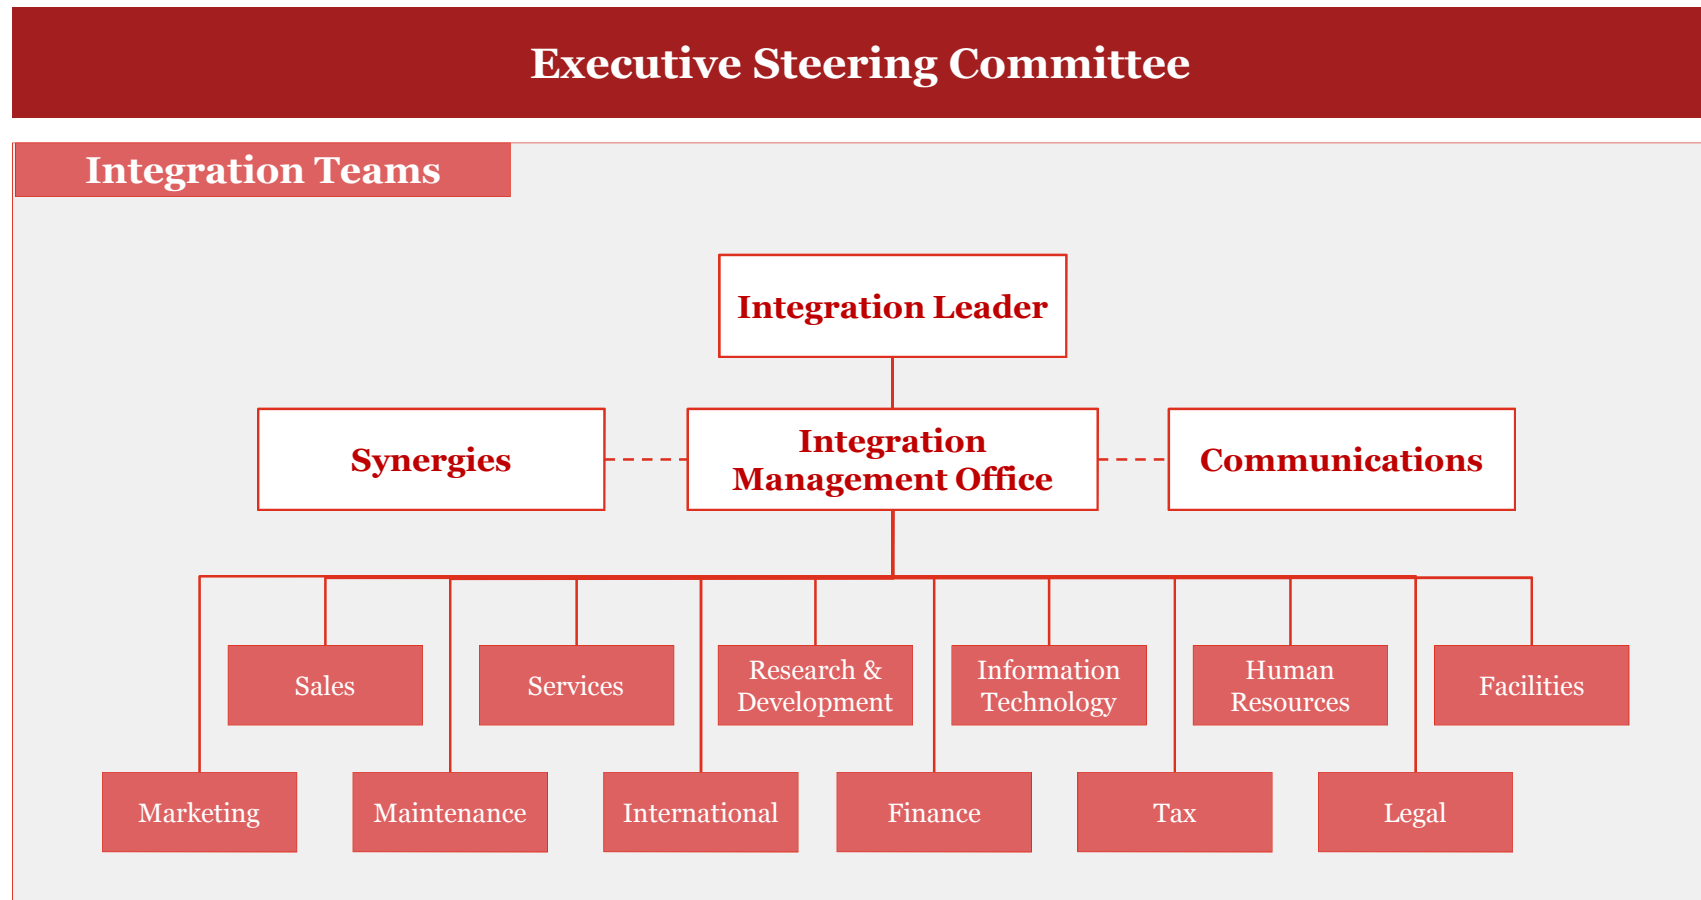 Executive Steering Committee
Integration Teams
Integration Leader
Synergies
Integration
Management Office
Communications
Sales
Services
Research &
Development
Information
Technology
Human
Resources
Facilities
Marketing
Maintenance
International
Finance
Tax
Legal